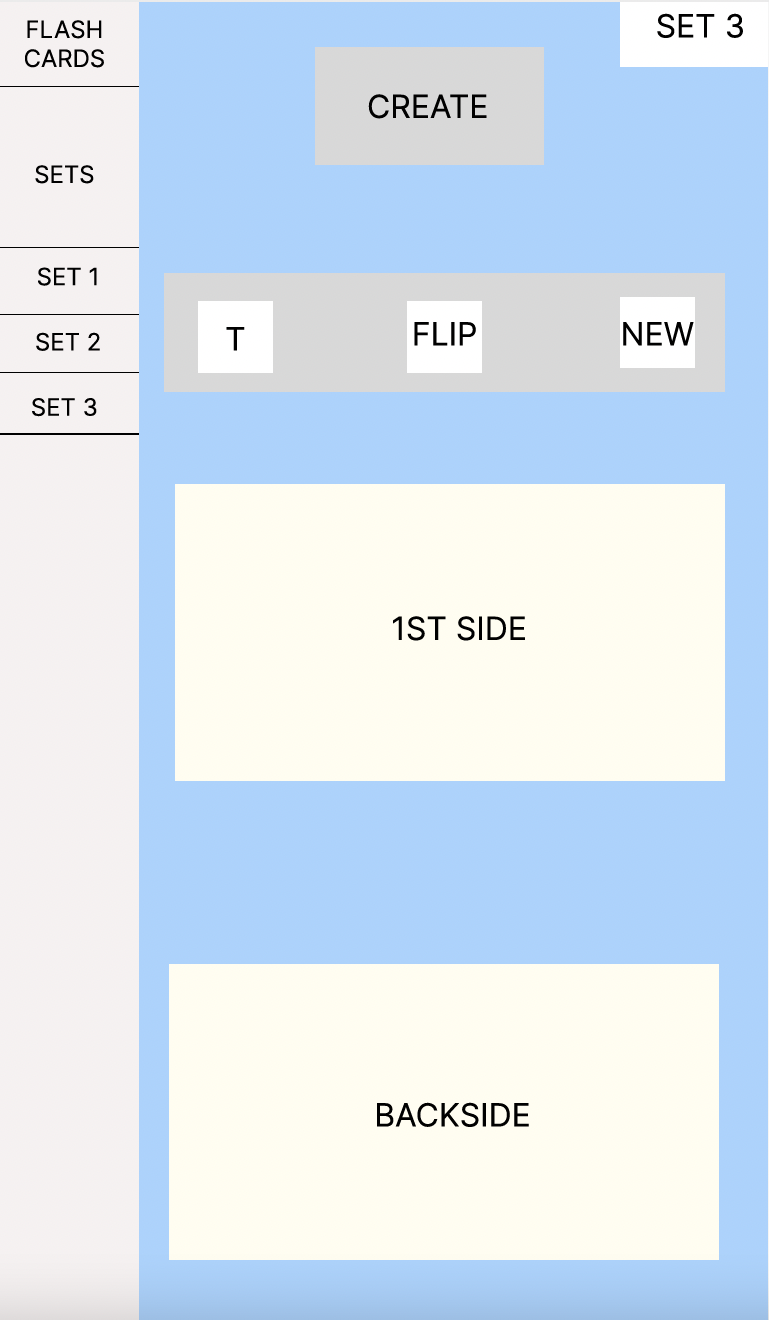 FLASH
CARDS
SETS
SET 1
SET 2
SET 3
SET 3
CREATE
T
FLIP
NEW
1ST SIDE
BACKSIDE